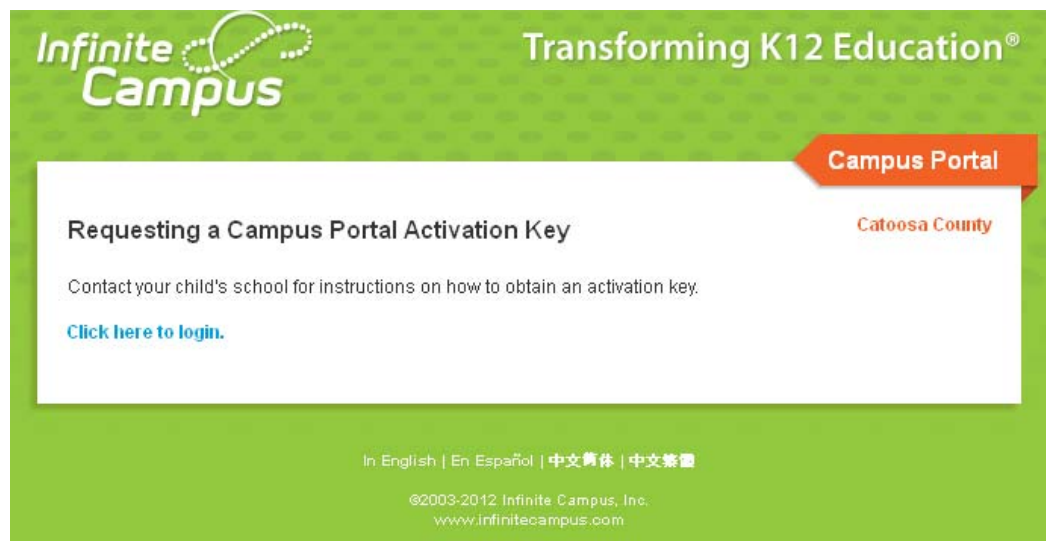 Infinite
Campus
Transforming K12 Education®
Campus Portal
Requesting a Campus Portal Activation Key
Catoosa County
Contact your child's school for instructions on how to obtain an activation key.
Click here to login.
In English | En Español | 中文简体 | 中文繁體
©2003-2012 Infinite Campus, Inc.
www.infinitecampus.com